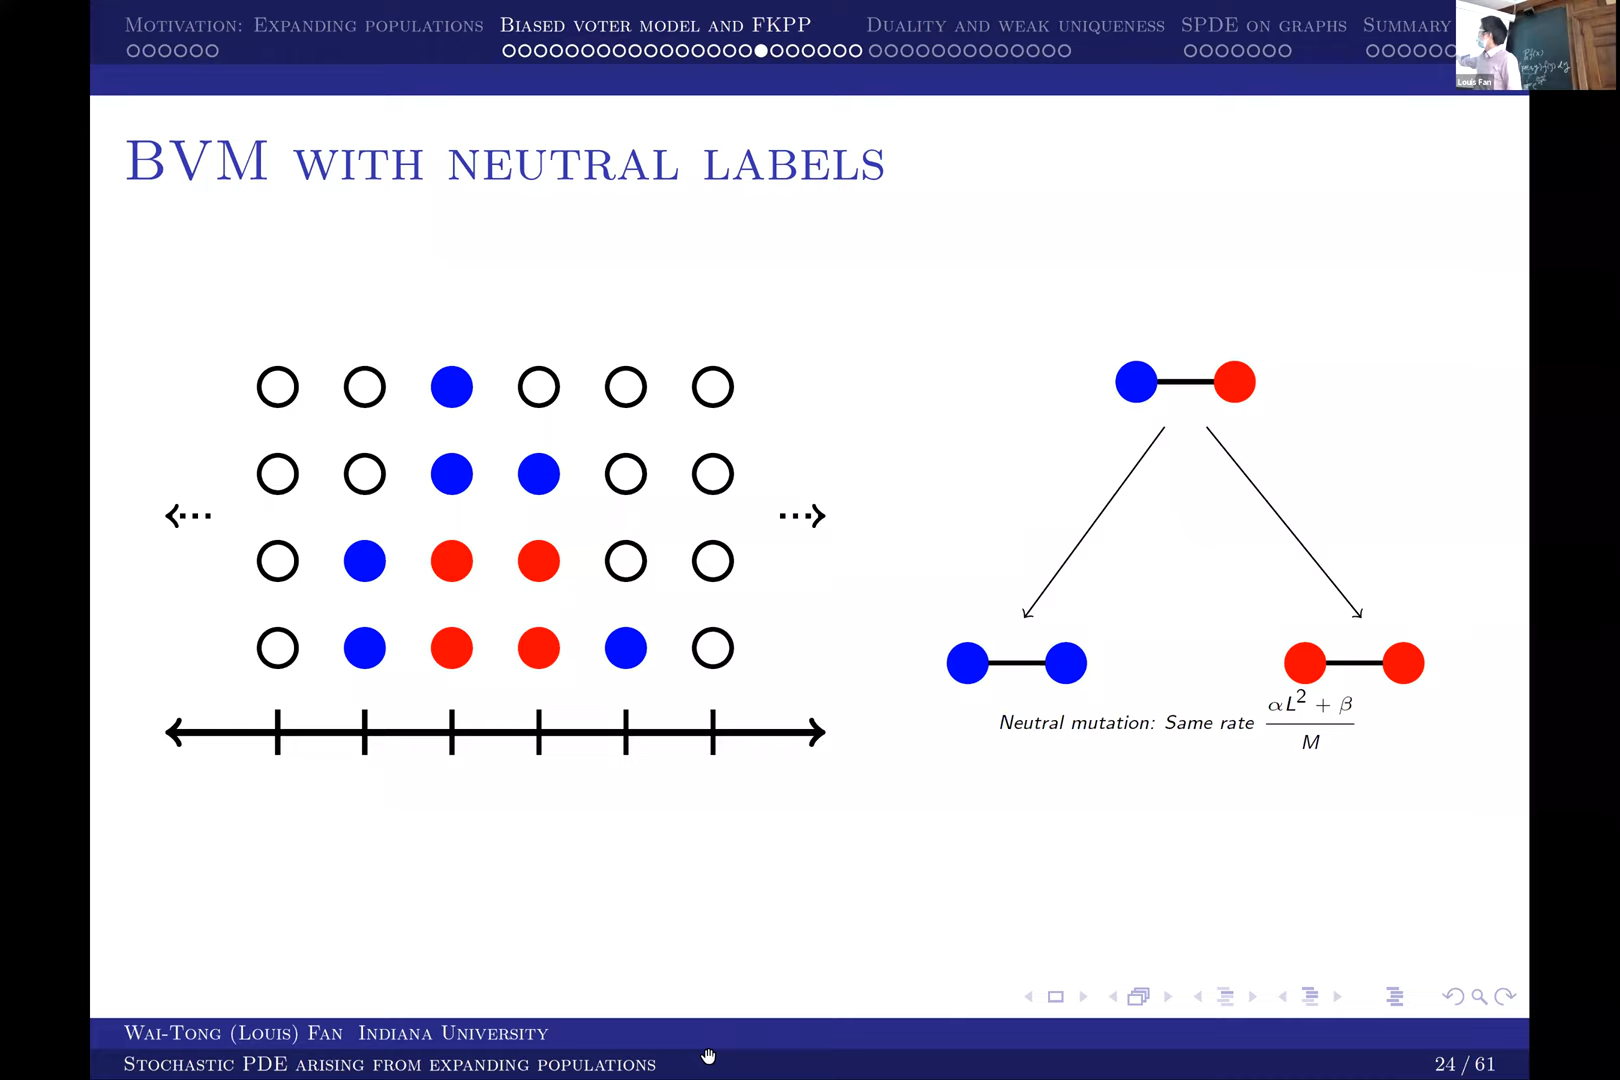 Motivation: Expanding populations Biased voter model and FKPP Duality and weak uniqueness SPDE on graphs Summary
Louis Fan
BVM with neutral labels
Neutral mutation: Same rate αL² + β / M
Wai-Tong (Louis) Fan Indiana University
Stochastic PDE arising from expanding populations 24 / 61